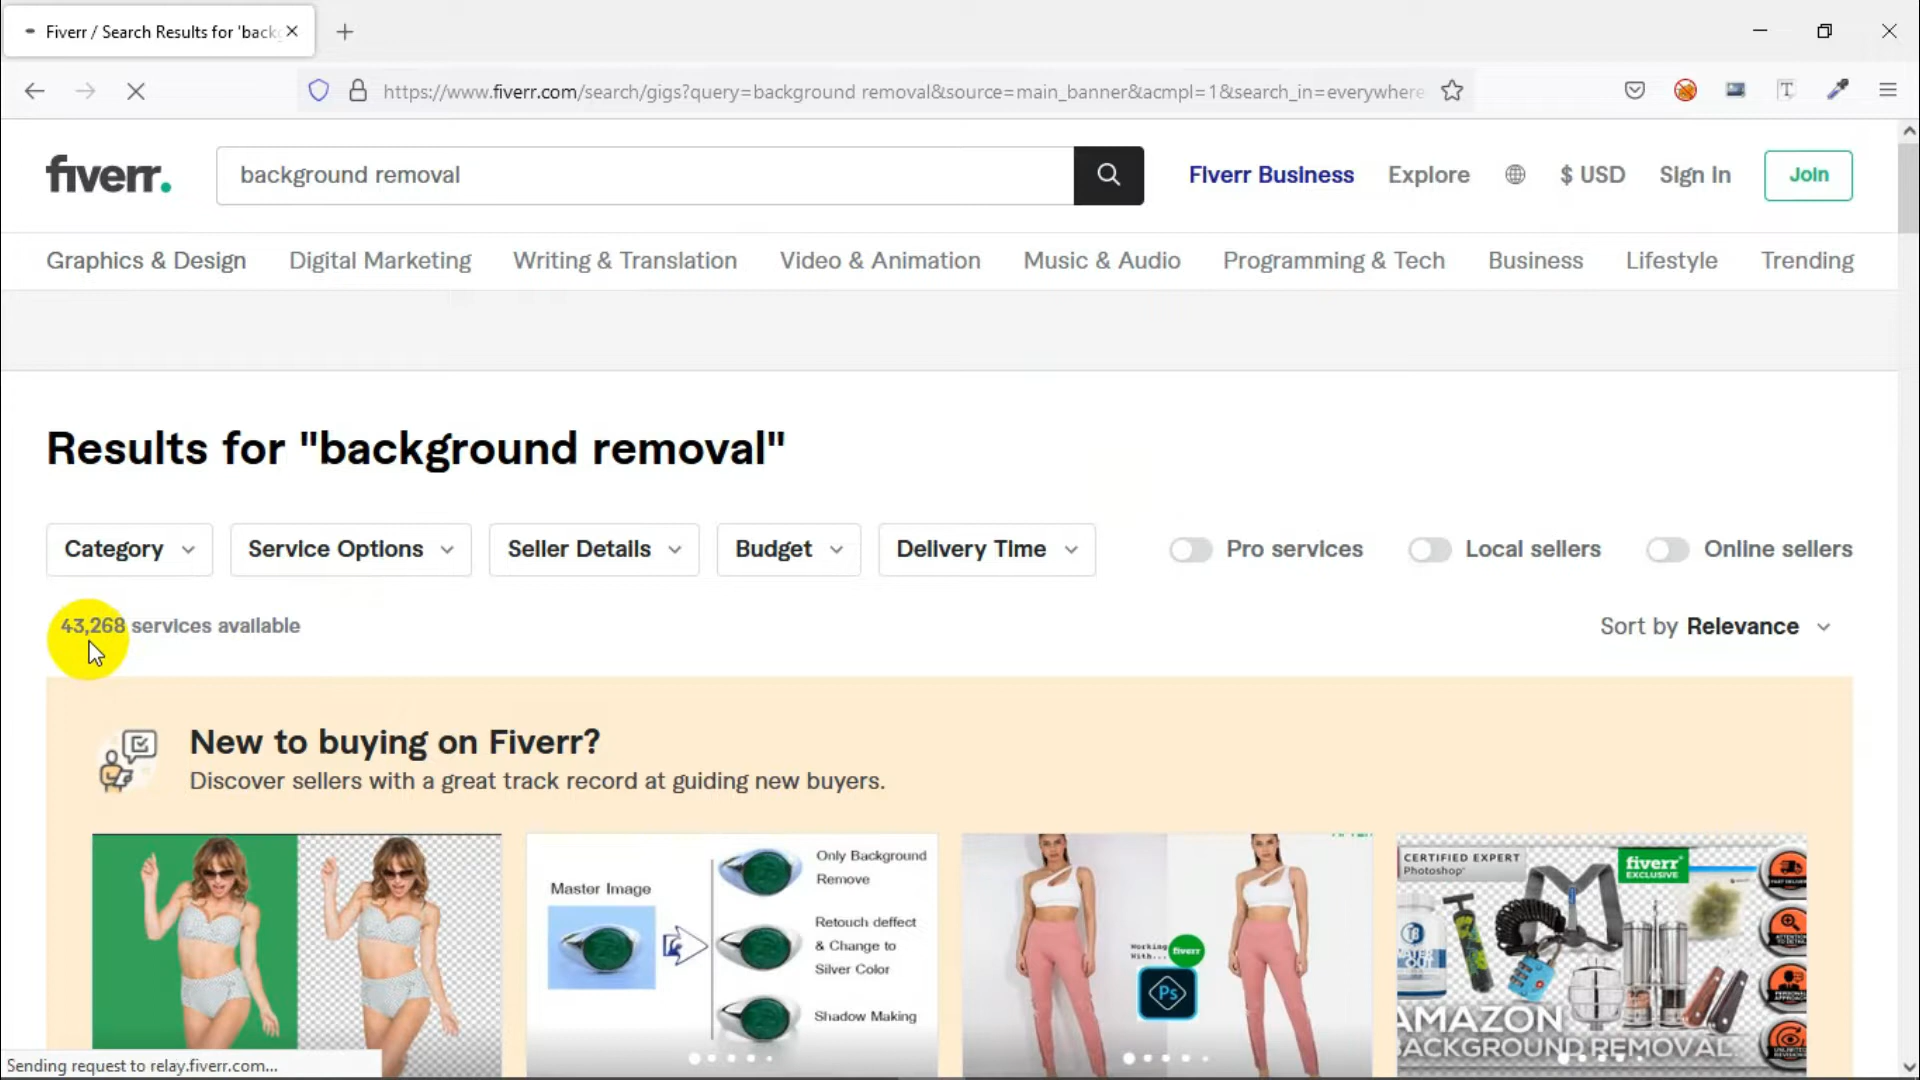 Fiverr / Search Results for 'back
https://www.fiverr.com/search/gigs?query=background removal&source=main_banner&acmpl=1&search_in=everywhere
fiverr.
background removal
Fiverr Business
Explore
$ USD
Sign In
Join
Graphics & Design
Digital Marketing
Writing & Translation
Video & Animation
Music & Audio
Programming & Tech
Business
Lifestyle
Trending
Results for "background removal"
Category
Service Options
Seller Details
Budget
Delivery Time
Pro services
Local sellers
Online sellers
43,268 services available
Sort by Relevance
New to buying on Fiverr?
Discover sellers with a great track record at guiding new buyers.
Master Image
Only Background
Remove
Retouch deffect
& Change to
Silver Color
Shadow Making
Working
With...
fiverr
Ps
CERTIFIED EXPERT
Photoshop
fiverr
EXCLUSIVE
AMAZON
BACKGROUND REMOVAL
Sending request to relay.fiverr.com...